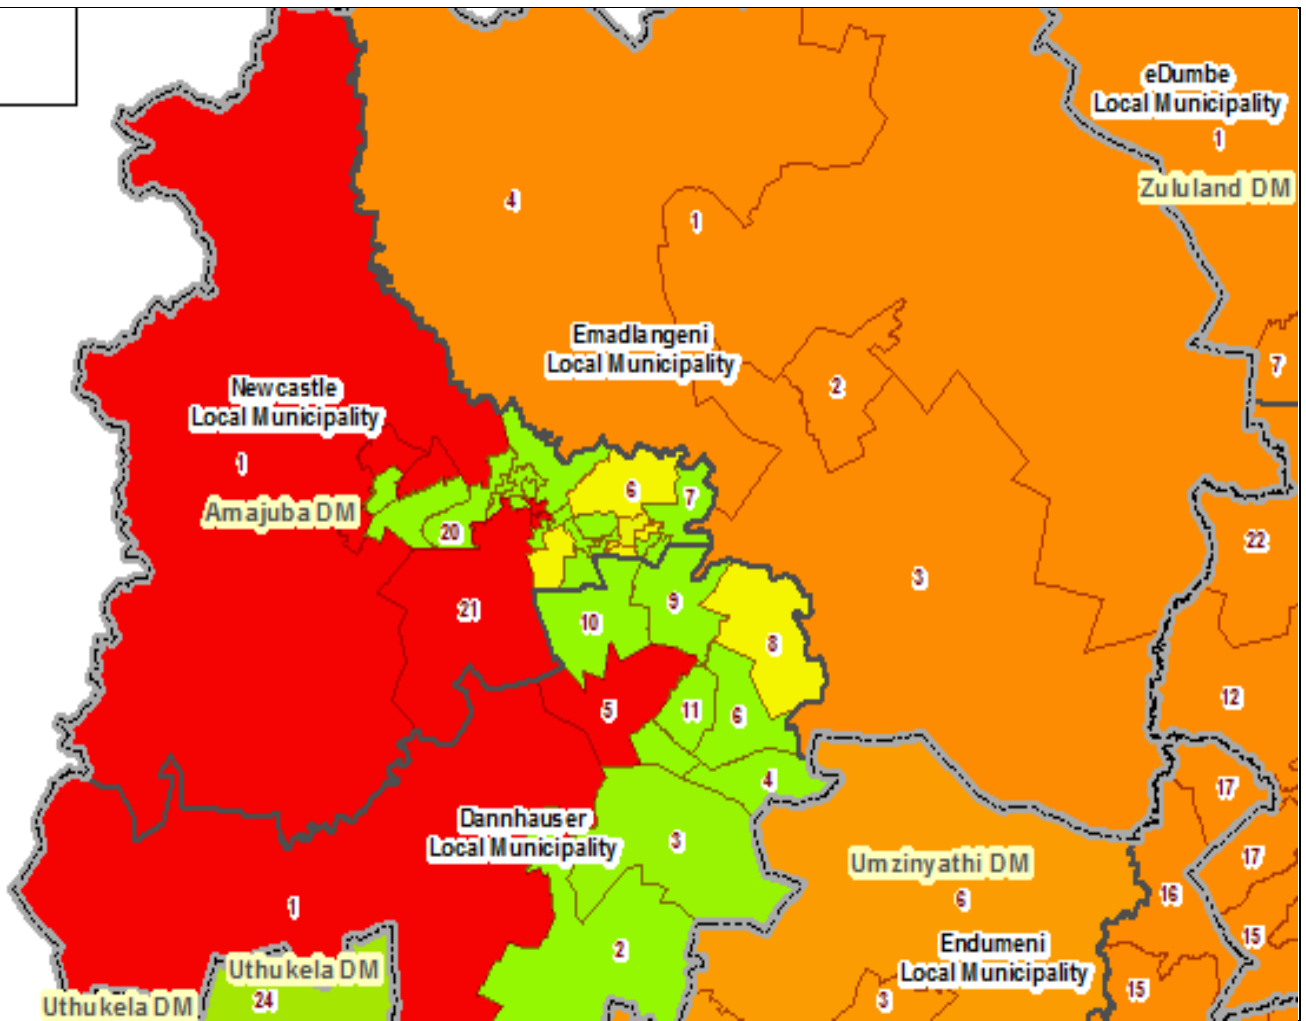 eDumbe
Local Municipality
1
Zululand DM
4
1
Emadlangeni
Local Municipality
2
7
Newcastle
Local Municipality
1
Amajuba DM
20
6
7
22
3
21
10
9
8
12
5
11
6
4
17
Dannhauser
Local Municipality
3
Umzinyathi DM
6
17
16
1
2
Endumeni
Local Municipality
15
Uthukela DM
24
Uthukela DM
3
15